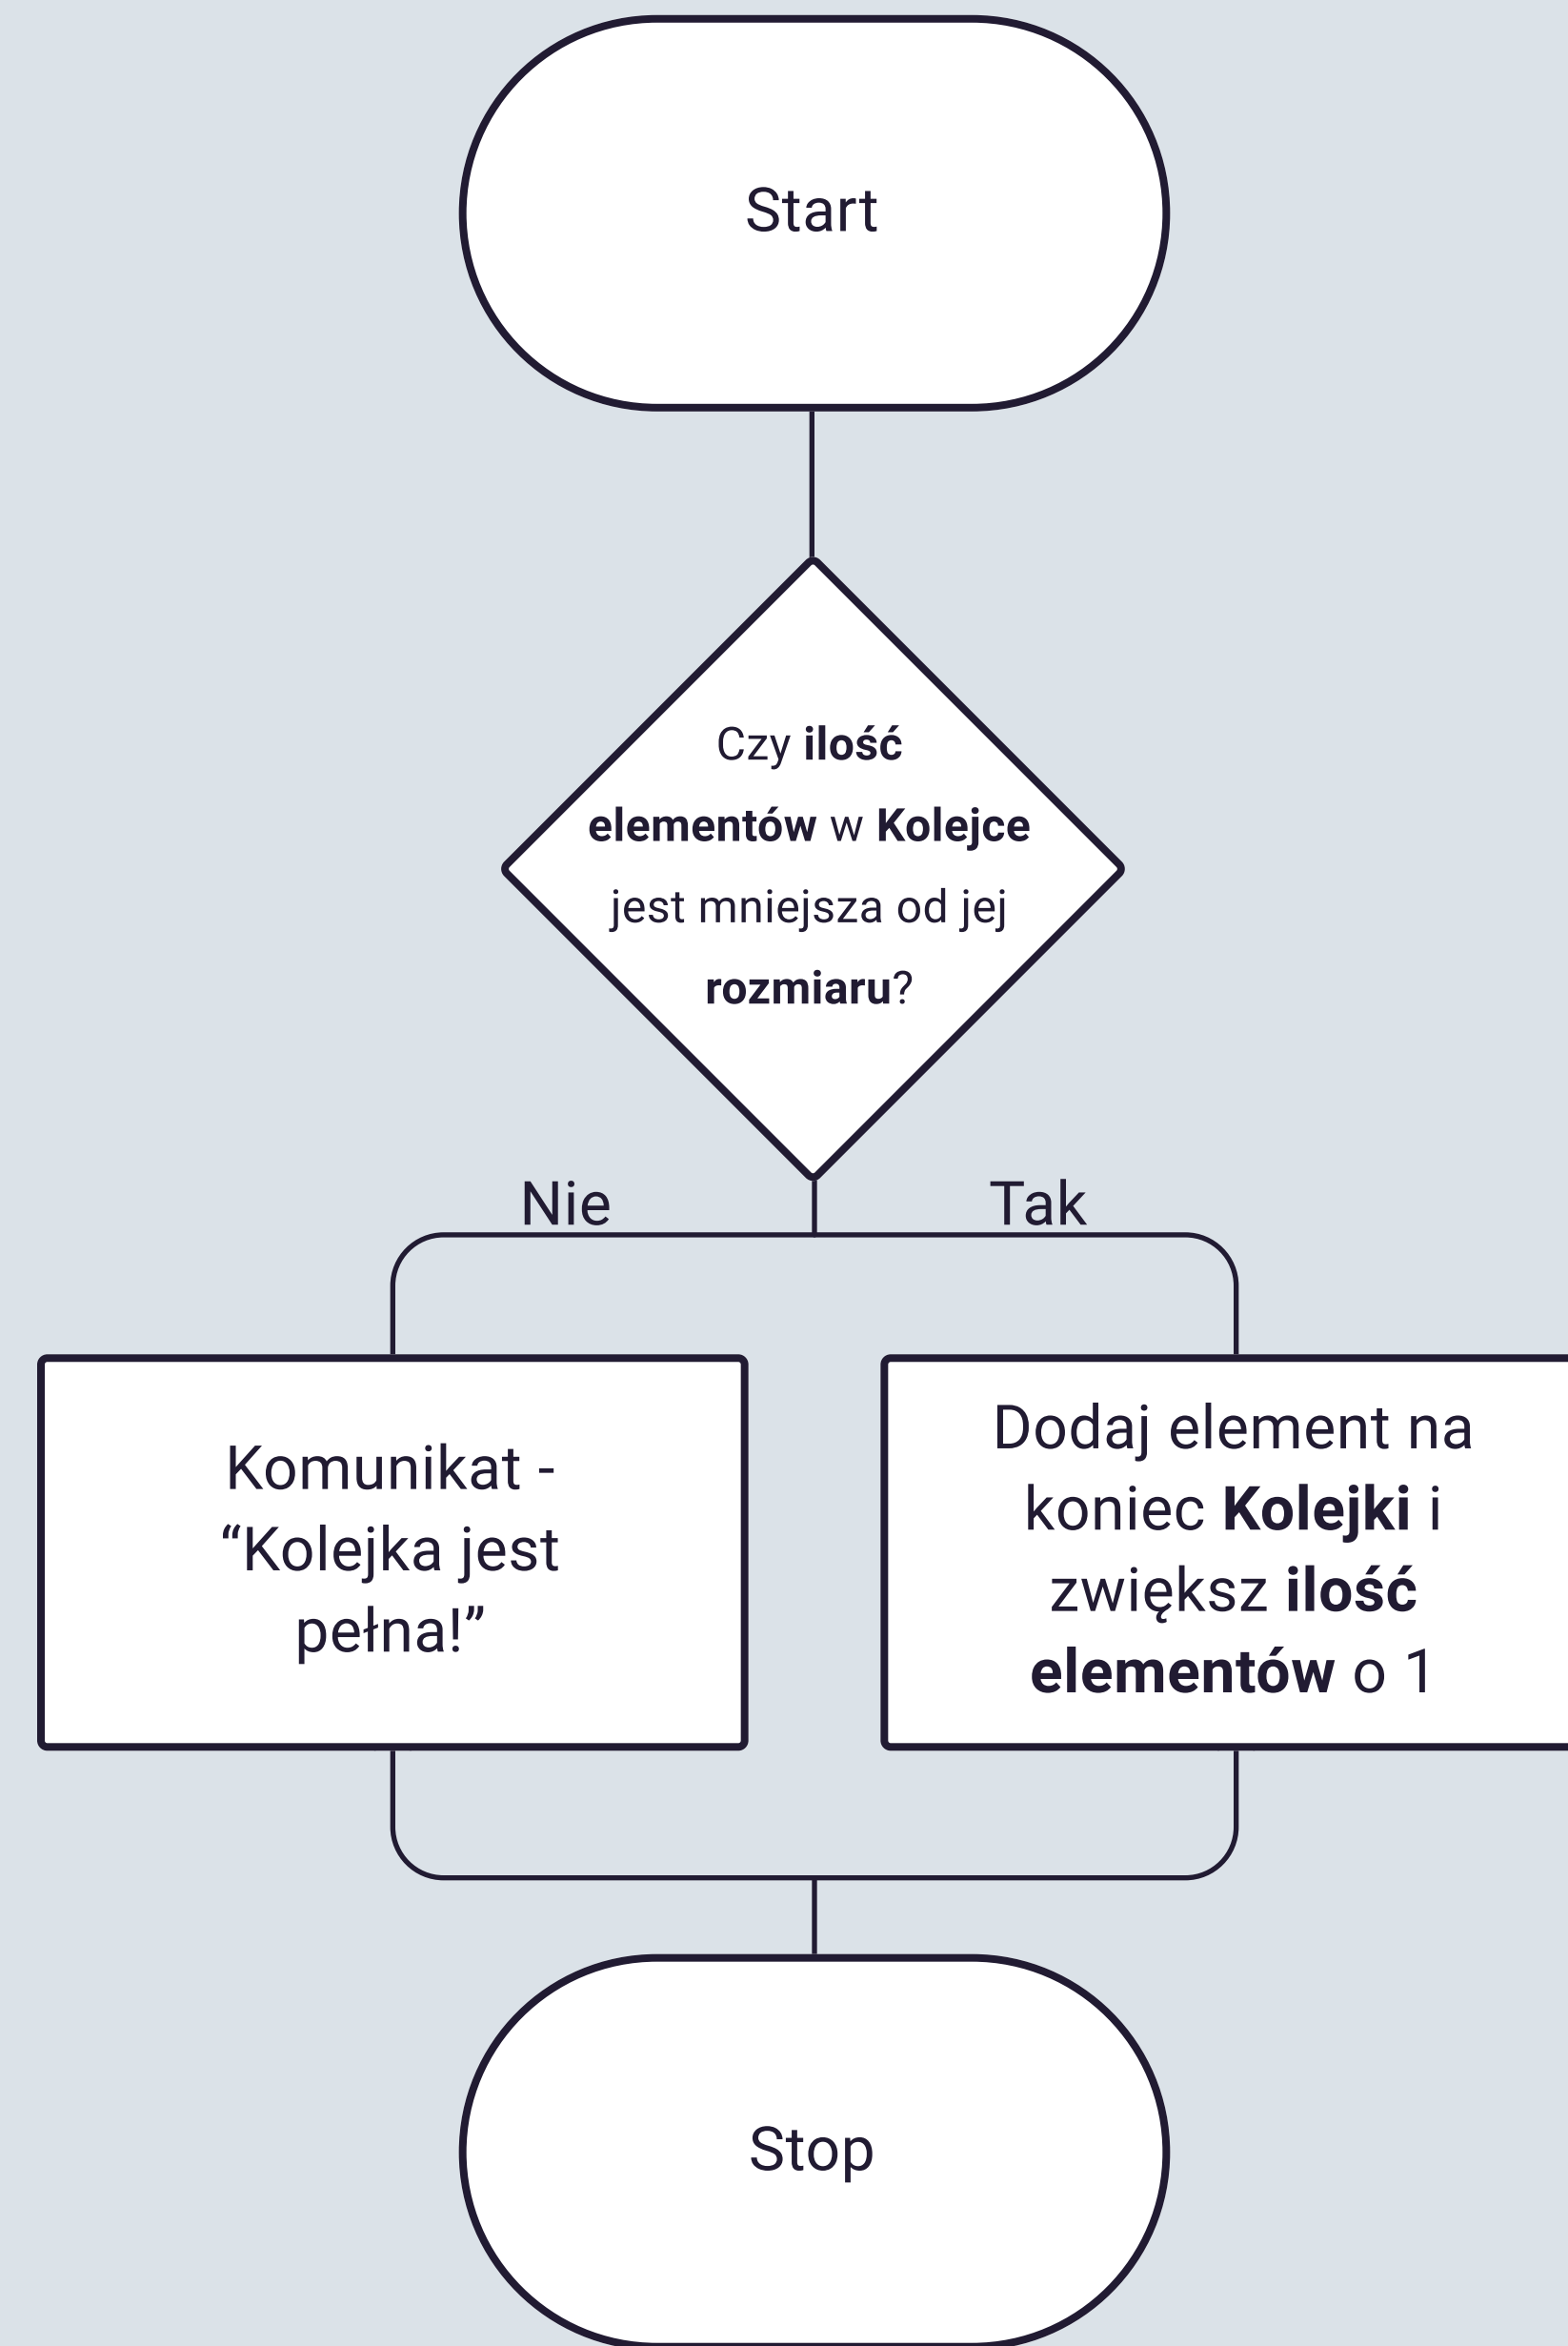 Start
Czy ilość
elementów w Kolejce
jest mniejsza od jej
rozmiaru?
Nie
Tak
Komunikat -
“Kolejka jest
pełna!”
Dodaj element na
koniec Kolejki i
zwiększ ilość
elementów o 1
Stop